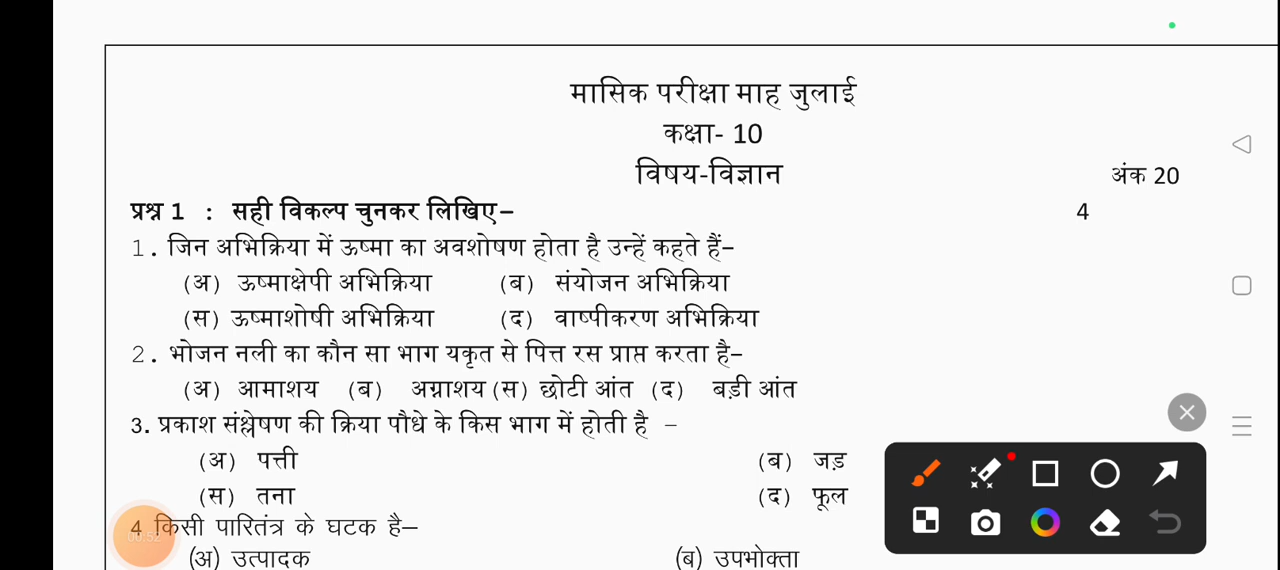 मासिक परीक्षा माह जुलाई
कक्षा- 10
विषय-विज्ञान अंक 20
प्रश्न 1 : सही विकल्प चुनकर लिखिए– 4
1. जिन अभिक्रिया में ऊष्मा का अवशोषण होता है उन्हें कहते हैं–
(अ) ऊष्माक्षेपी अभिक्रिया (ब) संयोजन अभिक्रिया
(स) ऊष्माशोषी अभिक्रिया (द) वाष्पीकरण अभिक्रिया
2. भोजन नली का कौन सा भाग यकृत से पित्त रस प्राप्त करता है–
(अ) आमाशय (ब) अग्नाशय (स) छोटी आंत (द) बड़ी आंत
3. प्रकाश संश्लेषण की क्रिया पौधे के किस भाग में होती है –
(अ) पत्ती (ब) जड़
(स) तना (द) फूल
4 किसी पारितंत्र के घटक है–
00:52
(अ) उत्पादक (ब) उपभोक्ता